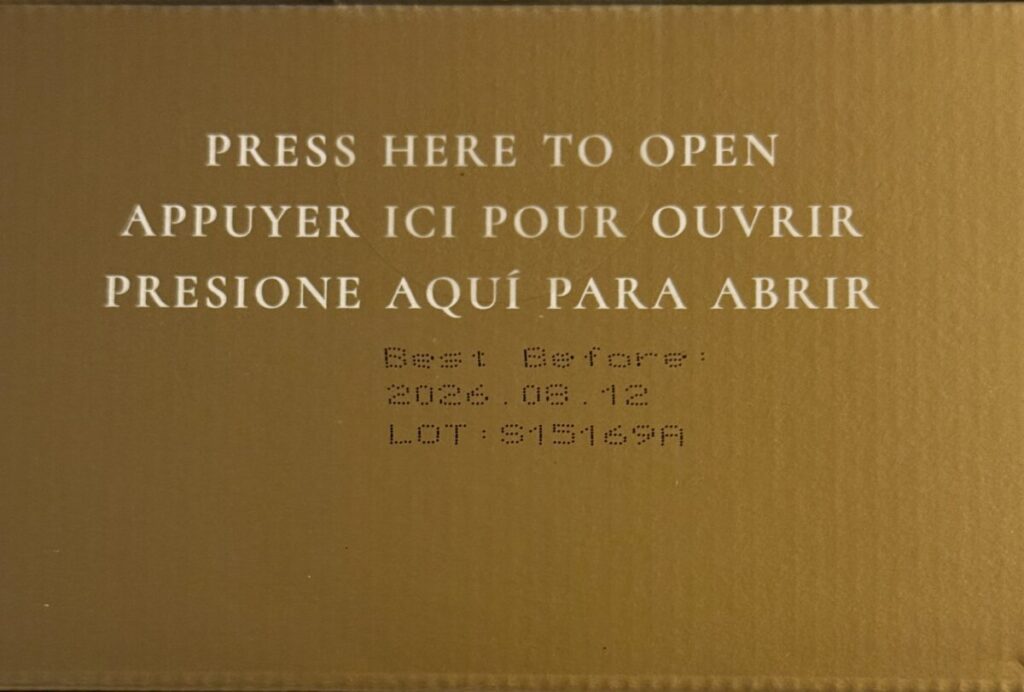 PRESS HERE TO OPEN
APPUYER ICI POUR OUVRIR
PRESIONE AQUÍ PARA ABRIR
Best Before:
2026.08.12
LOT:S15169A